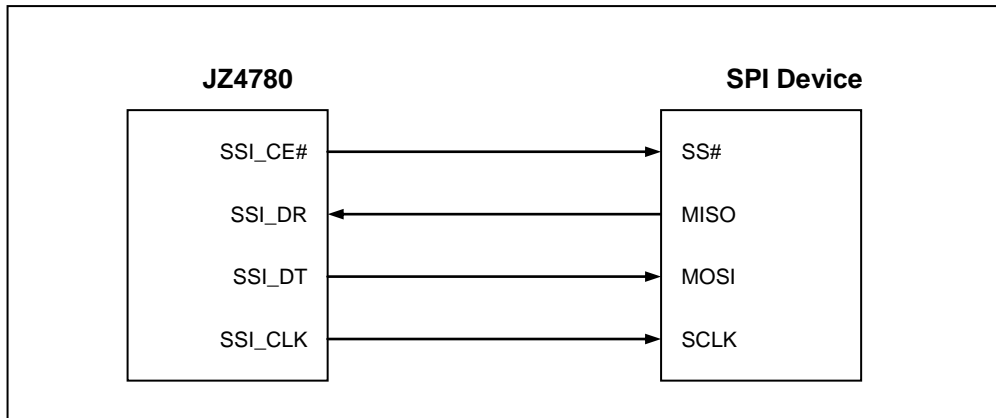 JZ4780 SPI Device
SSI_CE# SS#
SSI_DR MISO
SSI_DT MOSI
SSI_CLK SCLK